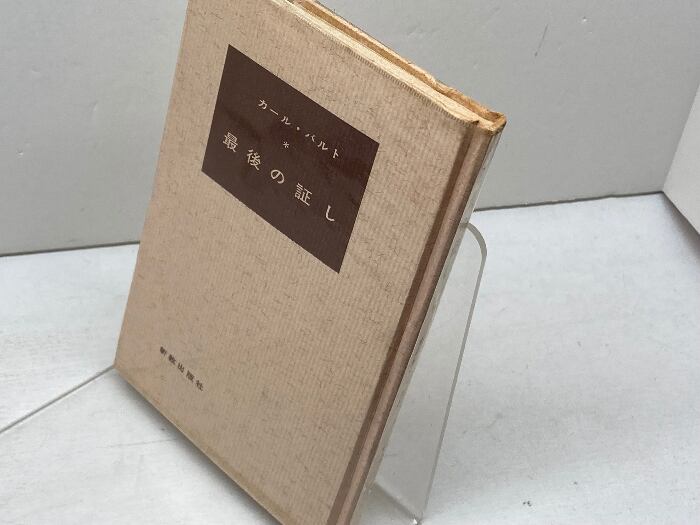 カール・バルト
*
最後の証し
新教出版社